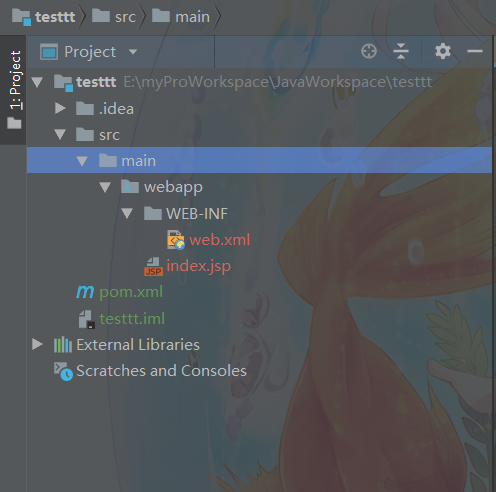 testtt src main
1: Project
Project
testtt E:\myProWorkspace\JavaWorkspace\testtt
.idea
src
main
webapp
WEB-INF
web.xml
JSP index.jsp
m pom.xml
testtt.iml
External Libraries
Scratches and Consoles